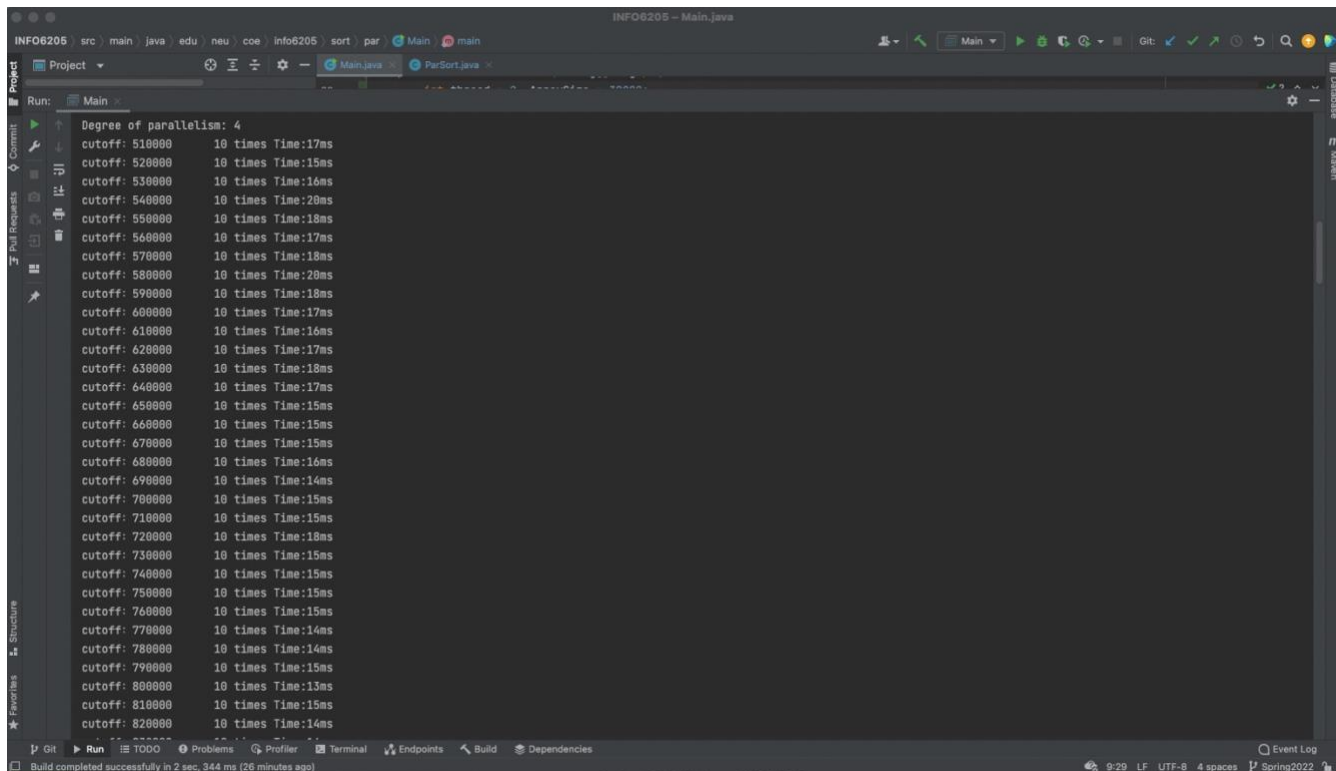 INFO6205 – Main.java
INFO6205 src main java edu neu coe info6205 sort par Main main
Main
Git:
Project
Main.java
ParSort.java
Run: Main
Degree of parallelism: 4
cutoff: 510000 10 times Time:17ms
cutoff: 520000 10 times Time:15ms
cutoff: 530000 10 times Time:16ms
cutoff: 540000 10 times Time:20ms
cutoff: 550000 10 times Time:18ms
cutoff: 560000 10 times Time:17ms
cutoff: 570000 10 times Time:18ms
cutoff: 580000 10 times Time:20ms
cutoff: 590000 10 times Time:18ms
cutoff: 600000 10 times Time:17ms
cutoff: 610000 10 times Time:16ms
cutoff: 620000 10 times Time:17ms
cutoff: 630000 10 times Time:18ms
cutoff: 640000 10 times Time:17ms
cutoff: 650000 10 times Time:15ms
cutoff: 660000 10 times Time:15ms
cutoff: 670000 10 times Time:15ms
cutoff: 680000 10 times Time:16ms
cutoff: 690000 10 times Time:14ms
cutoff: 700000 10 times Time:15ms
cutoff: 710000 10 times Time:15ms
cutoff: 720000 10 times Time:18ms
cutoff: 730000 10 times Time:15ms
cutoff: 740000 10 times Time:15ms
cutoff: 750000 10 times Time:15ms
cutoff: 760000 10 times Time:15ms
cutoff: 770000 10 times Time:14ms
cutoff: 780000 10 times Time:14ms
cutoff: 790000 10 times Time:15ms
cutoff: 800000 10 times Time:13ms
cutoff: 810000 10 times Time:15ms
cutoff: 820000 10 times Time:14ms
Project
Commit
Pull Requests
Structure
Favorites
Database
Maven
Git Run TODO Problems Profiler Terminal Endpoints Build Dependencies
Event Log
Build completed successfully in 2 sec, 344 ms (26 minutes ago)
9:29 LF UTF-8 4 spaces Spring2022